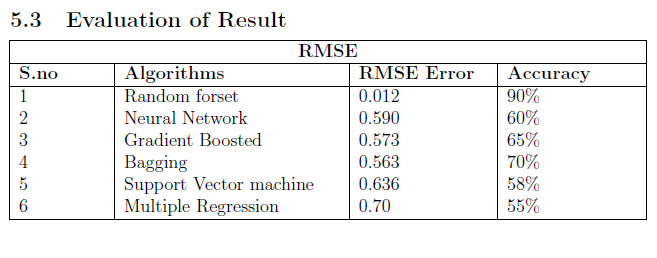 5.3 Evaluation of Result
RMSE
S.no Algorithms RMSE Error Accuracy
1 Random forset 0.012 90%
2 Neural Network 0.590 60%
3 Gradient Boosted 0.573 65%
4 Bagging 0.563 70%
5 Support Vector machine 0.636 58%
6 Multiple Regression 0.70 55%